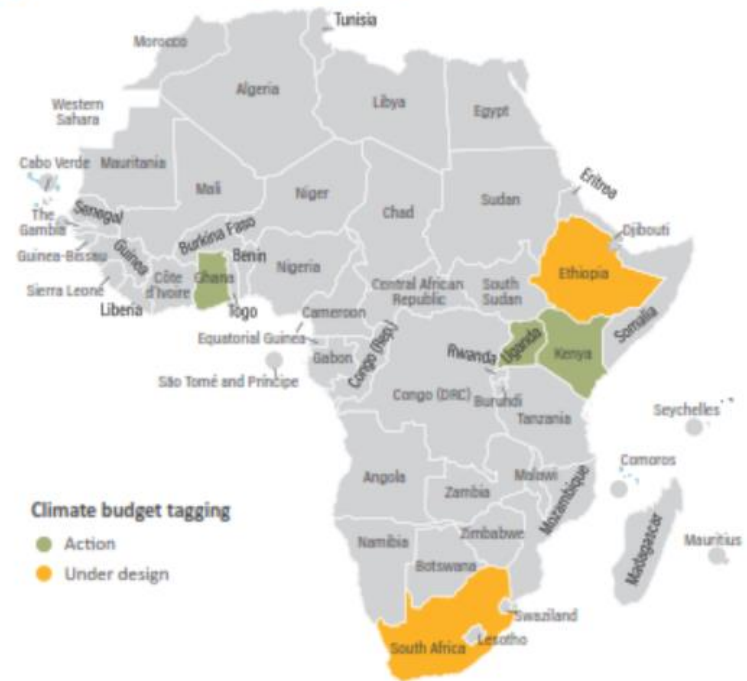 Tunisia
Morocco
Algeria
Libya
Egypt
Western
Sahara
Cabo Verde
Mauritania
Mali
Niger
Chad
Sudan
Eritrea
Senegal
The
Gambia
Burkina Faso
Djibouti
Guinea-Bissau
Guinea
Benin
Nigeria
Ethiopia
Côte
d'Ivoire
Ghana
Central African
Republic
South
Sudan
Sierra Leone
Liberia
Togo
Cameroon
Somalia
Equatorial Guinea
Gabon
Congo (Rep.)
Rwanda
Uganda
Kenya
São Tomé and Príncipe
Congo (DRC)
Burundi
Tanzania
Seychelles
Comoros
Angola
Malawi
Zambia
Mozambique
Climate budget tagging
Action
Under design
Namibia
Zimbabwe
Botswana
Madagascar
Mauritius
Swaziland
South Africa
Lesotho